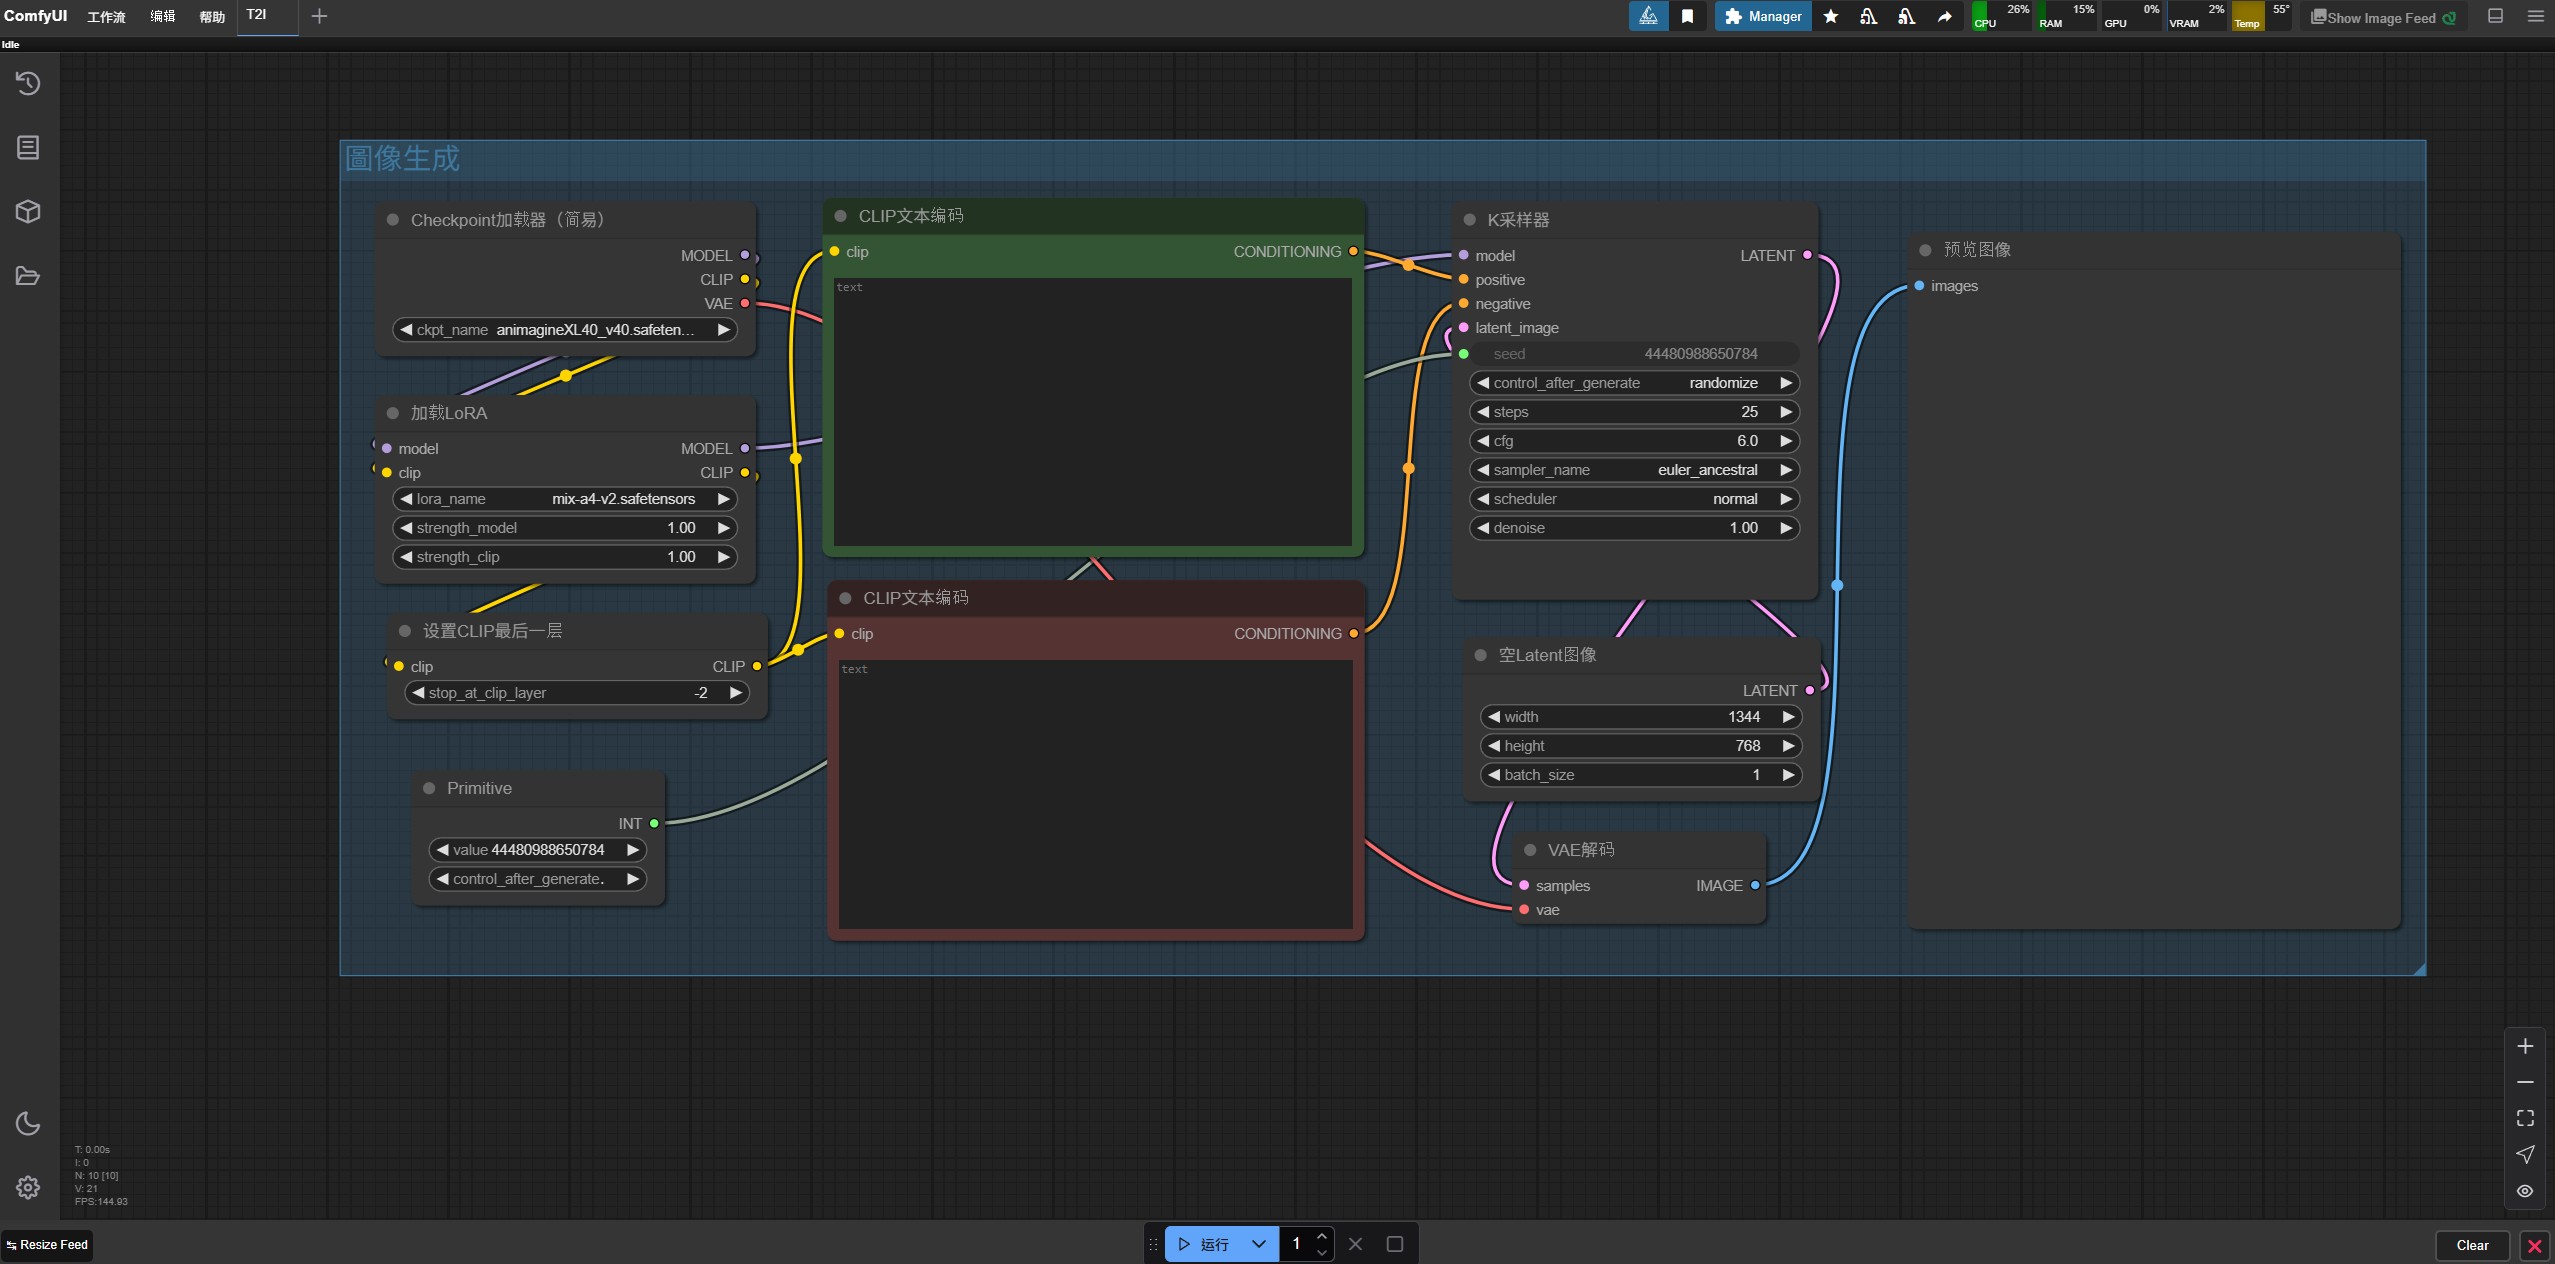 ComfyUI 工作流 编辑 帮助 T2I
Manager
CPU 26% RAM 15% GPU 0% VRAM 2% Temp 55°
Show Image Feed
Idle
圖像生成
Checkpoint加载器（简易）
MODEL
CLIP
VAE
ckpt_name animagineXL40_v40.safeten...
加载LoRA
model MODEL
clip CLIP
lora_name mix-a4-v2.safetensors
strength_model 1.00
strength_clip 1.00
设置CLIP最后一层
clip CLIP
stop_at_clip_layer -2
Primitive
INT
value 44480988650784
control_after_generate.
CLIP文本编码
clip CONDITIONING
text
CLIP文本编码
clip CONDITIONING
text
K采样器
model LATENT
positive
negative
latent_image
seed 44480988650784
control_after_generate randomize
steps 25
cfg 6.0
sampler_name euler_ancestral
scheduler normal
denoise 1.00
空Latent图像
LATENT
width 1344
height 768
batch_size 1
VAE解码
samples IMAGE
vae
预览图像
images
T: 0.00s
I: 0
N: 10 [10]
V: 21
FPS:144.93
Resize Feed
运行 1
Clear